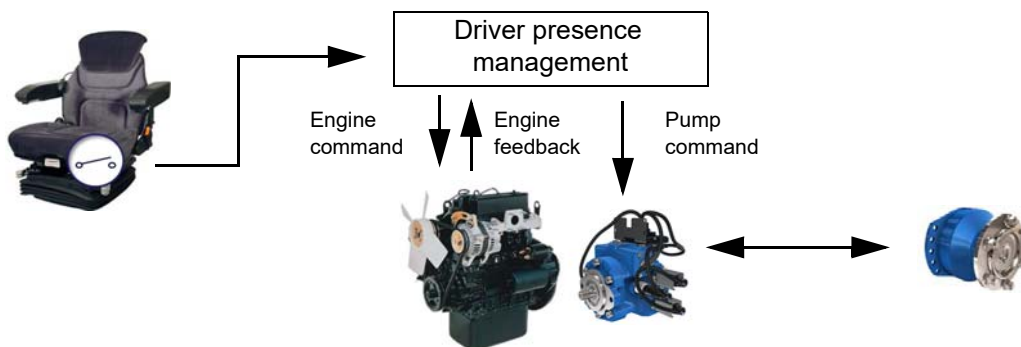 Driver presence
management
Engine
command
Engine
feedback
Pump
command